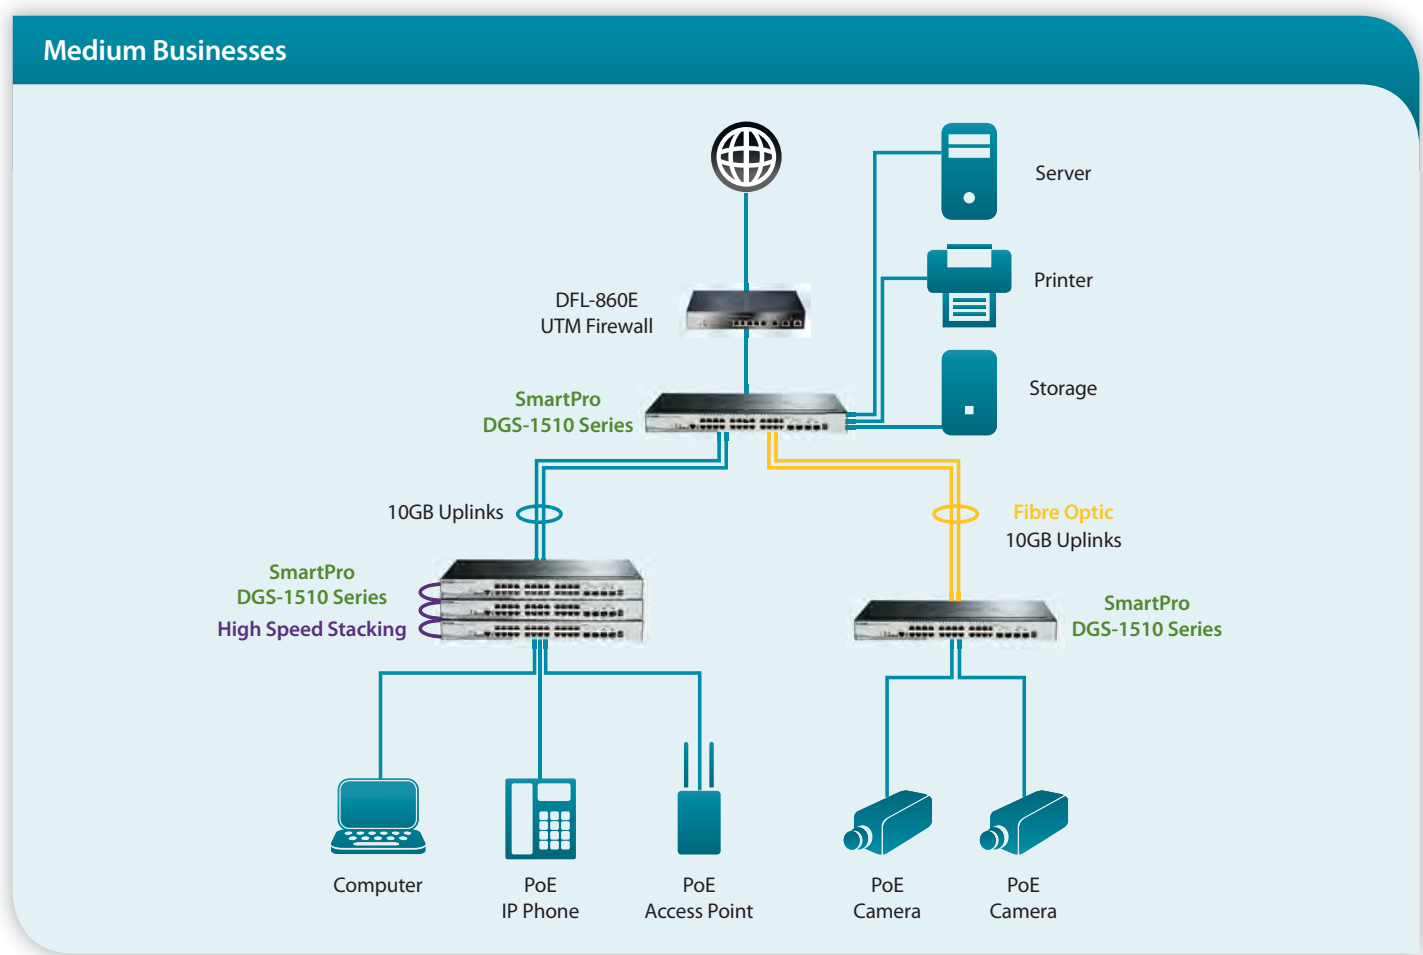 Medium Businesses
Server
Printer
Storage
DFL-860E
UTM Firewall
SmartPro
DGS-1510 Series
10GB Uplinks
Fibre Optic
10GB Uplinks
SmartPro
DGS-1510 Series
High Speed Stacking
SmartPro
DGS-1510 Series
Computer
PoE
IP Phone
PoE
Access Point
PoE
Camera
PoE
Camera